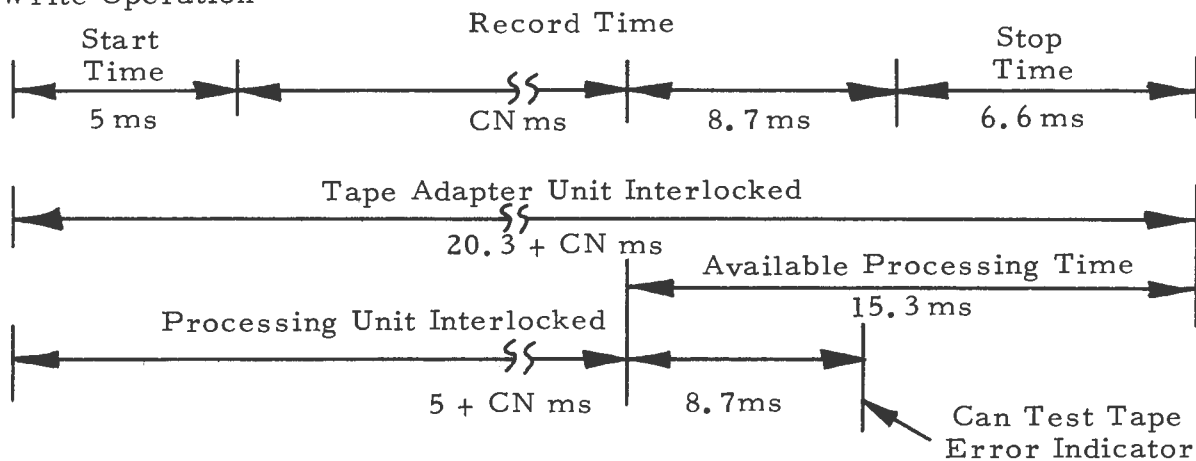 Write Operation
Record Time
Start
Time
Stop
Time
5 ms
CN ms
8.7 ms
6.6 ms
Tape Adapter Unit Interlocked
20.3 + CN ms
Available Processing Time
15.3 ms
Processing Unit Interlocked
5 + CN ms
8.7ms
Can Test Tape
Error Indicator